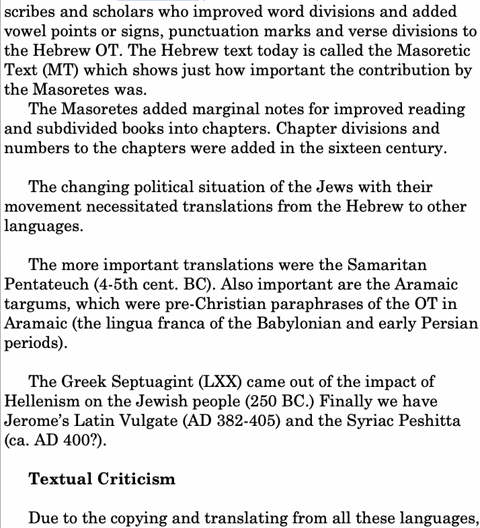 scribes and scholars who improved word divisions and added
vowel points or signs, punctuation marks and verse divisions to
the Hebrew OT. The Hebrew text today is called the Masoretic
Text (MT) which shows just how important the contribution by
the Masoretes was.
The Masoretes added marginal notes for improved reading
and subdivided books into chapters. Chapter divisions and
numbers to the chapters were added in the sixteen century.
The changing political situation of the Jews with their
movement necessitated translations from the Hebrew to other
languages.
The more important translations were the Samaritan
Pentateuch (4-5th cent. BC). Also important are the Aramaic
targums, which were pre-Christian paraphrases of the OT in
Aramaic (the lingua franca of the Babylonian and early Persian
periods).
The Greek Septuagint (LXX) came out of the impact of
Hellenism on the Jewish people (250 BC.) Finally we have
Jerome's Latin Vulgate (AD 382-405) and the Syriac Peshitta
(ca. AD 400?).
Textual Criticism
Due to the copying and translating from all these languages,